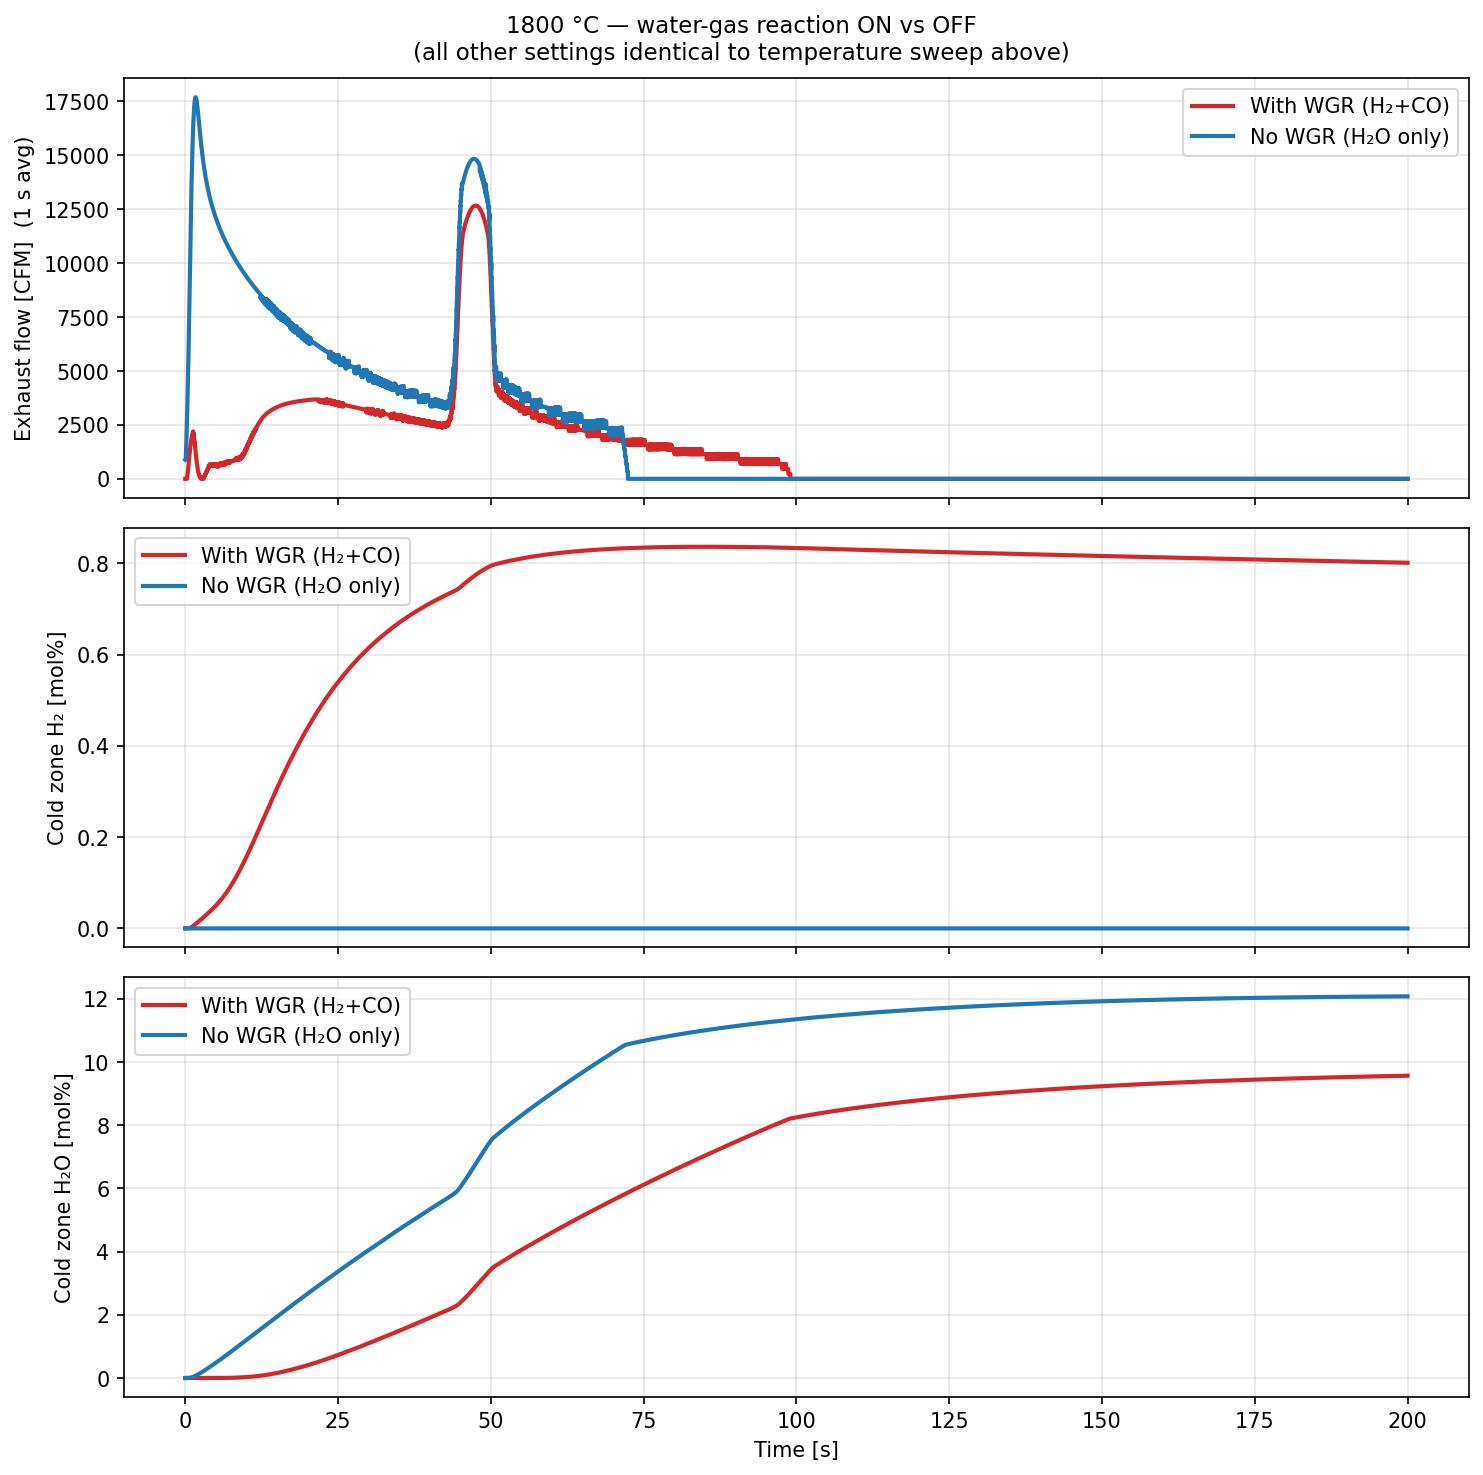 1800 °C — water-gas reaction ON vs OFF
(all other settings identical to temperature sweep above)
Exhaust flow [CFM]  (1 s avg)
17500
15000
12500
10000
7500
5000
2500
0
With WGR (H₂+CO)
No WGR (H₂O only)
Cold zone H₂ [mol%]
0.8
0.6
0.4
0.2
0.0
With WGR (H₂+CO)
No WGR (H₂O only)
Cold zone H₂O [mol%]
12
10
8
6
4
2
0
With WGR (H₂+CO)
No WGR (H₂O only)
0 25 50 75 100 125 150 175 200
Time [s]